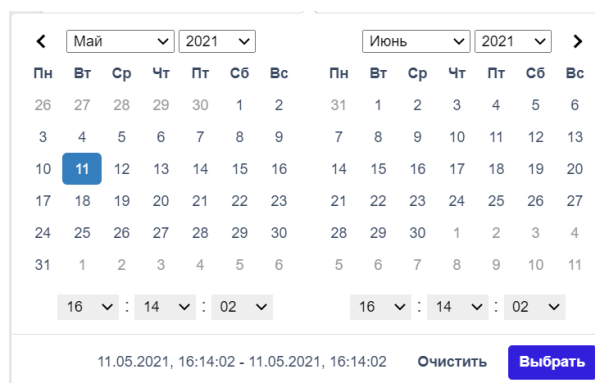 Май 2021 Июнь 2021
Пн Вт Ср Чт Пт Сб Вс Пн Вт Ср Чт Пт Сб Вс
26 27 28 29 30 1 2 31 1 2 3 4 5 6
3 4 5 6 7 8 9 7 8 9 10 11 12 13
10 11 12 13 14 15 16 14 15 16 17 18 19 20
17 18 19 20 21 22 23 21 22 23 24 25 26 27
24 25 26 27 28 29 30 28 29 30 1 2 3 4
31 1 2 3 4 5 6 5 6 7 8 9 10 11
16 : 14 : 02 16 : 14 : 02
11.05.2021, 16:14:02 - 11.05.2021, 16:14:02 Очистить Выбрать